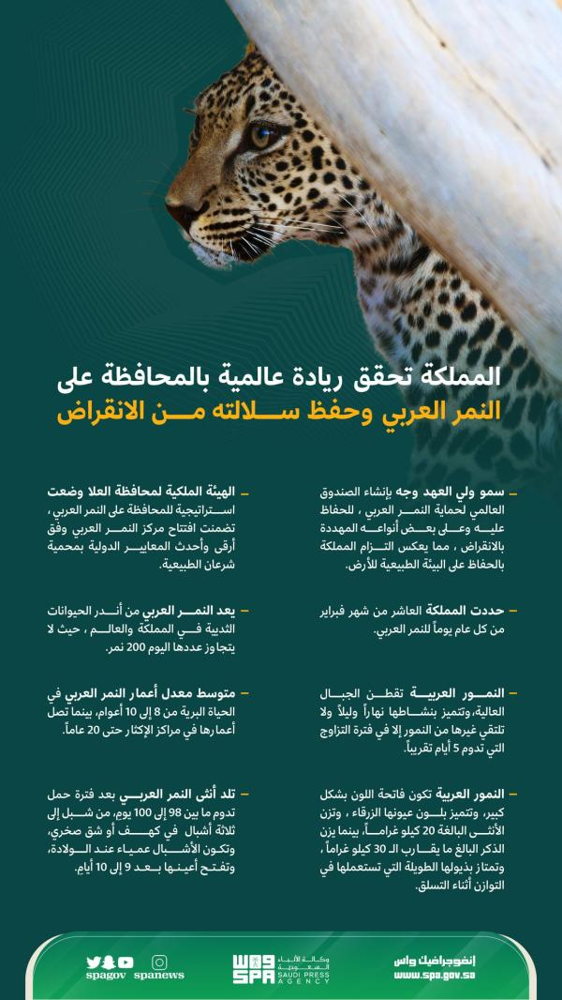 المملكة تحقق ريادة عالمية بالمحافظة على
النمر العربي وحفظ سلالته من الانقراض
سمو ولي العهد وجه بإنشاء الصندوق
العالمي لحماية النمر العربي ، للحفاظ
عليه وعلى بعض أنواعه المهددة
بالانقراض ، مما يعكس التزام المملكة
بالحفاظ على البيئة الطبيعية للأرض.
الهيئة الملكية لمحافظة العلا وضعت
استراتيجية للمحافظة على النمر العربي ،
تضمنت افتتاح مركز النمر العربي وفق
أرقى وأحدث المعايير الدولية بمحمية
شرعان الطبيعية.
حددت المملكة العاشر من شهر فبراير
من كل عام يوماً للنمر العربي.
يعد النمر العربي من أندر الحيوانات
الثديية في المملكة والعالم ، حيث لا
يتجاوز عددها اليوم 200 نمر.
النمور العربية تقطن الجبال
العالية،وتتميز بنشاطها نهاراً وليلاً ولا
تلتقي غيرها من النمور إلا في فترة التزاوج
التي تدوم 5 أيام تقريباً.
متوسط معدل أعمار النمر العربي في
الحياة البرية من 8 إلى 10 أعوام، بينما تصل
أعمارها في مراكز الإكثار حتى 20 عاماً.
النمور العربية تكون فاتحة اللون بشكل
كبير، وتتميز بلون عيونها الزرقاء ، وتزن
الأنثى البالغة 20 كيلو غراماً، بينما يزن
الذكر البالغ ما يقارب الـ 30 كيلو غراماً ،
وتمتاز بذيولها الطويلة التي تستعملها في
التوازن أثناء التسلق.
تلد أنثى النمر العربي بعد فترة حمل
تدوم ما بين 98 إلى 100 يوم، من شبل إلى
ثلاثة أشبال في كهف أو شق صخري،
وتكون الأشبال عمياء عند الولادة،
وتفتح أعينها بعد 9 إلى 10 أيام.
إنفوجرافيك واس
www.spa.gov.sa
واس
SPA
وكالة الأنباء
السعودية
SAUDI PRESS
AGENCY
spagov spanews